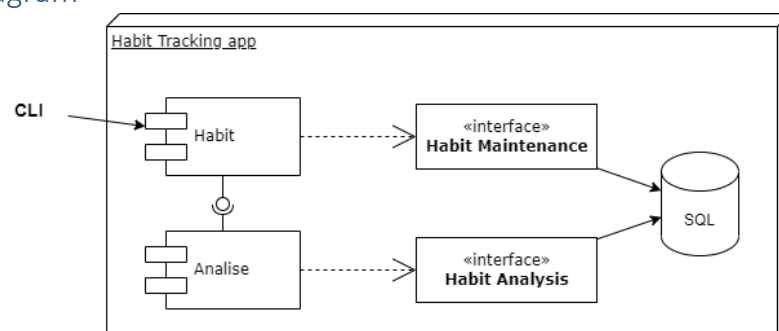 Habit Tracking app
CLI
Habit
«interface»
Habit Maintenance
SQL
Analise
«interface»
Habit Analysis